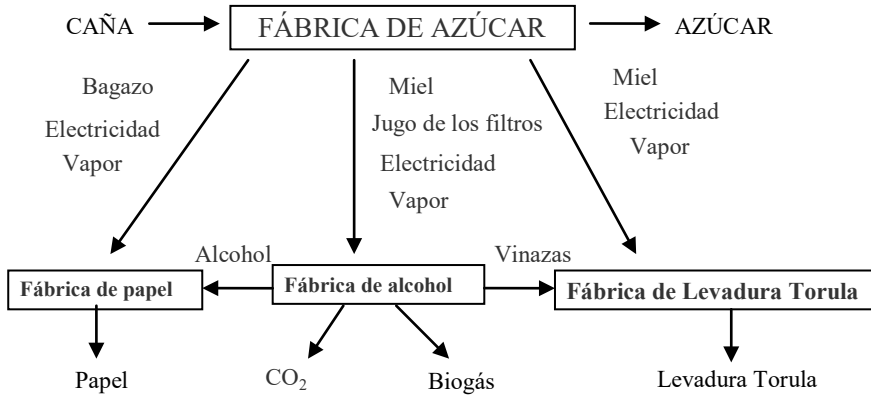 CAÑA
FÁBRICA DE AZÚCAR
AZÚCAR
Bagazo
Electricidad
Vapor
Miel
Jugo de los filtros
Electricidad
Vapor
Miel
Electricidad
Vapor
Alcohol
Vinazas
Fábrica de papel
Fábrica de alcohol
Fábrica de Levadura Torula
Papel
CO₂
Biogás
Levadura Torula